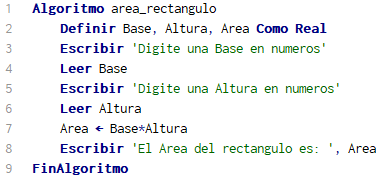 1 Algoritmo area_rectangulo
2 Definir Base, Altura, Area Como Real
3 Escribir 'Digite una Base en numeros'
4 Leer Base
5 Escribir 'Digite una Altura en numeros'
6 Leer Altura
7 Area ← Base*Altura
8 Escribir 'El Area del rectangulo es: ', Area
9 FinAlgoritmo